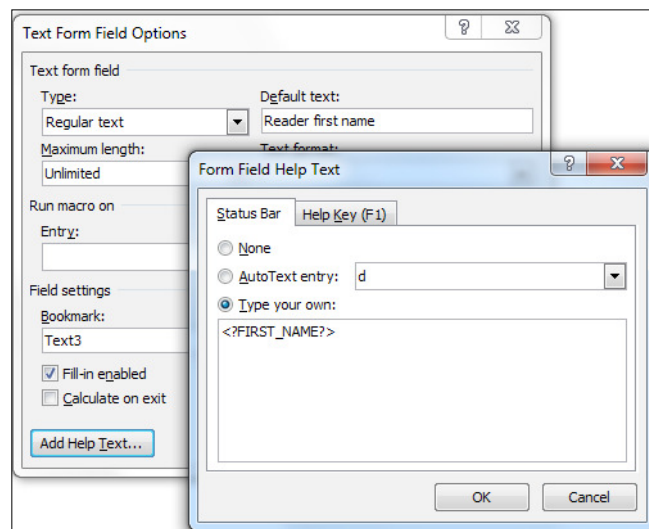 Text Form Field Options
Text form field
Type:
Default text:
Regular text
Reader first name
Maximum length:
Text format:
Unlimited
Run macro on
Entry:
Field settings
Bookmark:
Text3
Fill-in enabled
Calculate on exit
Add Help Text...
Form Field Help Text
Status Bar
Help Key (F1)
None
AutoText entry:
d
Type your own:
<?FIRST_NAME?>
OK
Cancel